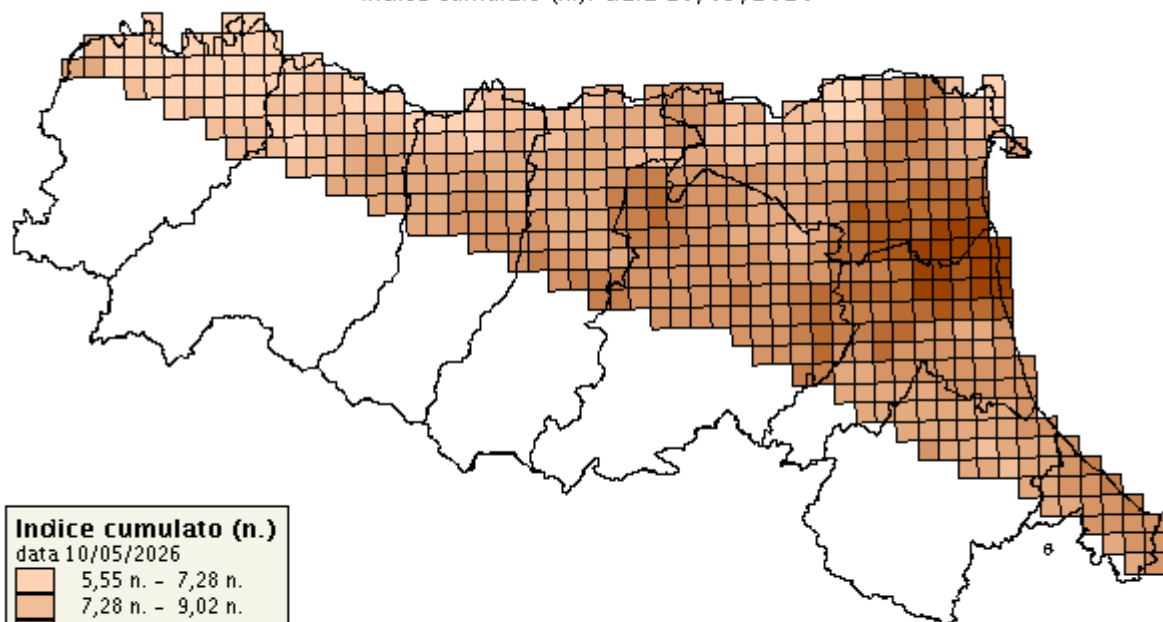 Indice cumulato (n.)
data 10/05/2026
5,55 n. - 7,28 n.
7,28 n. - 9,02 n.